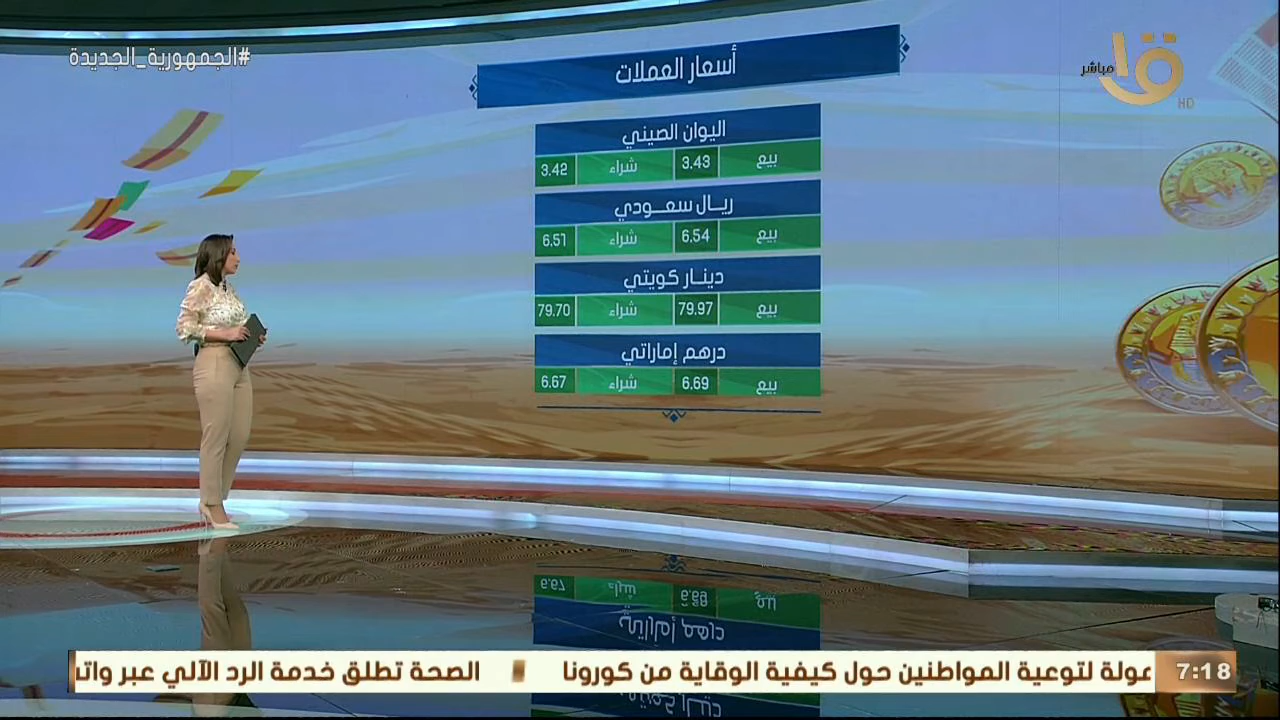 #الجمهورية_الجديدة
مباشر
HD
أسعار العملات
اليوان الصيني
بيع 3.43 شراء 3.42
ريال سعودي
بيع 6.54 شراء 6.51
دينار كويتي
بيع 79.97 شراء 79.70
درهم إماراتي
بيع 6.69 شراء 6.67
7:18
لتوعية المواطنين حول كيفية الوقاية من كورونا
الصحة تطلق خدمة الرد الآلي عبر